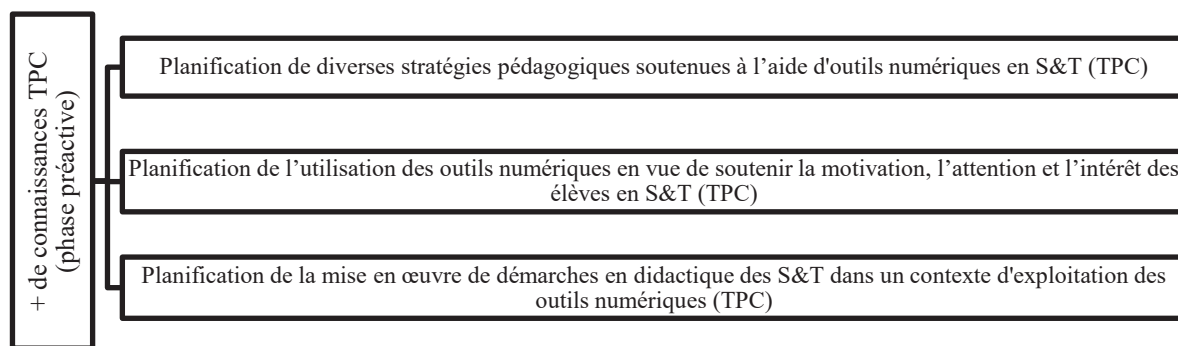 + de connaissances TPC
(phase préactive)
Planification de diverses stratégies pédagogiques soutenues à l’aide d'outils numériques en S&T (TPC)
Planification de l’utilisation des outils numériques en vue de soutenir la motivation, l’attention et l’intérêt des
élèves en S&T (TPC)
Planification de la mise en œuvre de démarches en didactique des S&T dans un contexte d'exploitation des
outils numériques (TPC)